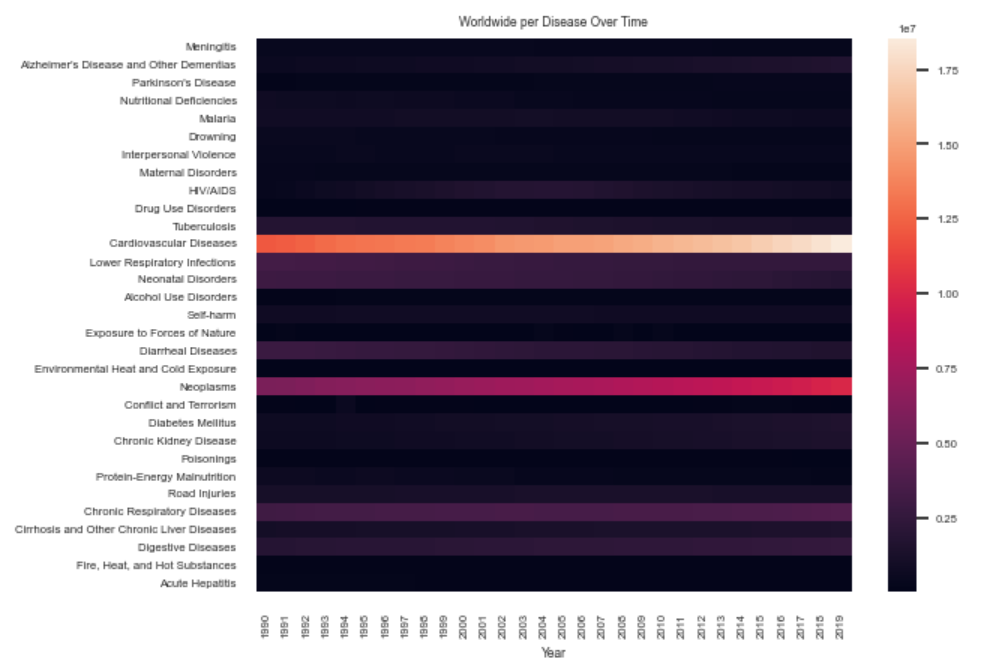 Worldwide per Disease Over Time
1e7
Meningitis
Alzheimer's Disease and Other Dementias
Parkinson's Disease
Nutritional Deficiencies
Malaria
Drowning
Interpersonal Violence
Maternal Disorders
HIV/AIDS
Drug Use Disorders
Tuberculosis
Cardiovascular Diseases
Lower Respiratory Infections
Neonatal Disorders
Alcohol Use Disorders
Self-harm
Exposure to Forces of Nature
Diarrheal Diseases
Environmental Heat and Cold Exposure
Neoplasms
Conflict and Terrorism
Diabetes Mellitus
Chronic Kidney Disease
Poisonings
Protein-Energy Malnutrition
Road Injuries
Chronic Respiratory Diseases
Cirrhosis and Other Chronic Liver Diseases
Digestive Diseases
Fire, Heat, and Hot Substances
Acute Hepatitis
1.75
1.50
1.25
1.00
0.75
0.50
0.25
1990 1991 1992 1993 1994 1995 1996 1997 1998 1999 2000 2001 2002 2003 2004 2005 2006 2007 2008 2009 2010 2011 2012 2013 2014 2015 2016 2017 2018 2019
Year